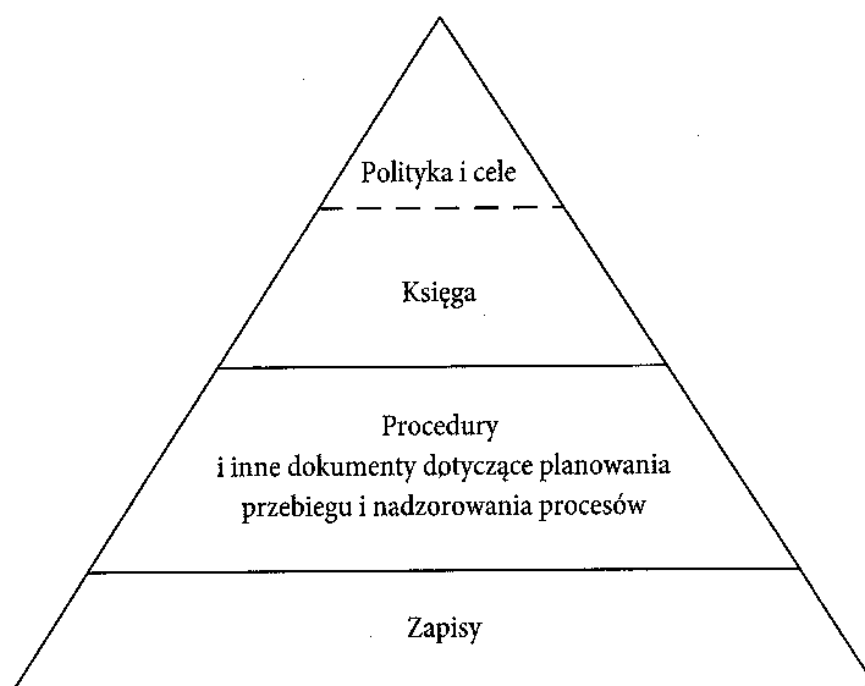 Polityka i cele
Księga
Procedury
i inne dokumenty dotyczące planowania
przebiegu i nadzorowania procesów
Zapisy